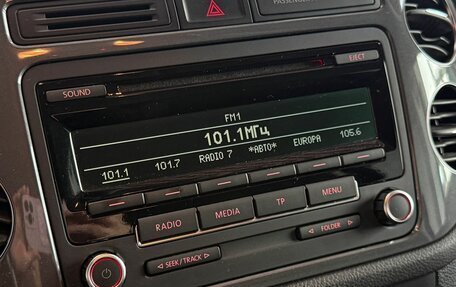 PASSENGER
SOUND
EJECT
FM1
101.1МГц
101.1 101.7 RADIO 7 *АВТО* EUROPA 105.6
RADIO MEDIA TP MENU
SEEK/TRACK FOLDER